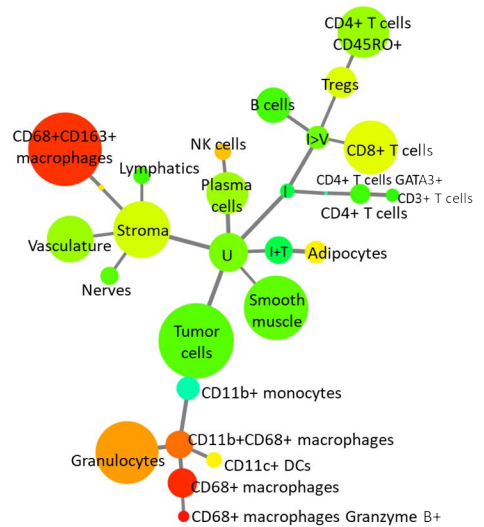 CD4+ T cells
CD45RO+
Tregs
B cells
I>V
CD8+ T cells
CD68+CD163+
macrophages
NK cells
Lymphatics
Plasma
cells
I
CD4+ T cells GATA3+
CD3+ T cells
CD4+ T cells
Stroma
Vasculature
U
I+T
Adipocytes
Nerves
Smooth
muscle
Tumor
cells
CD11b+ monocytes
CD11b+CD68+ macrophages
Granulocytes
CD11c+ DCs
CD68+ macrophages
CD68+ macrophages Granzyme B+